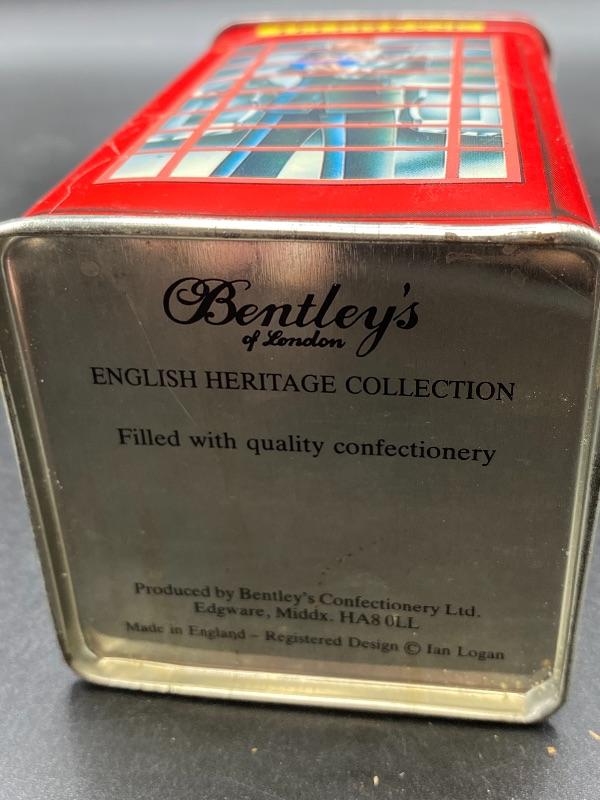 Bentley's
of London
ENGLISH HERITAGE COLLECTION
Filled with quality confectionery
Produced by Bentley's Confectionery Ltd.
Edgware, Middx. HA8 0LL
Made in England – Registered Design © Ian Logan